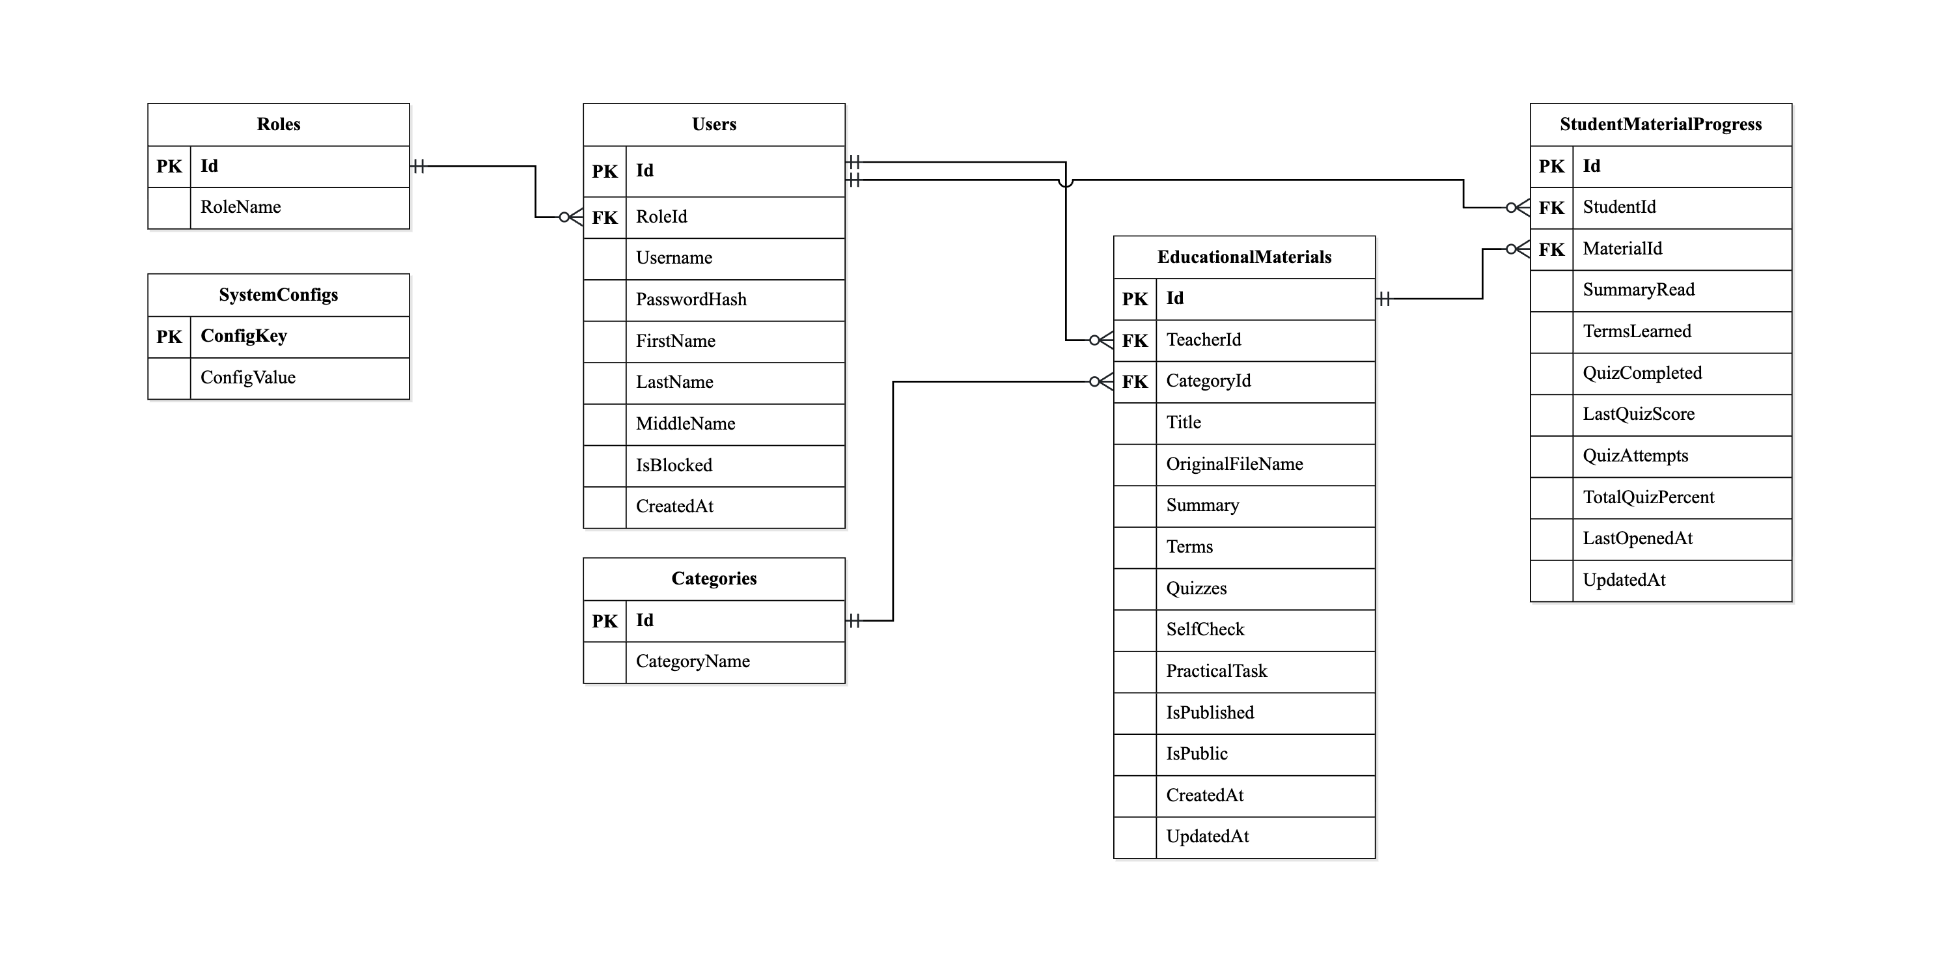 Roles
PK Id
RoleName
SystemConfigs
PK ConfigKey
ConfigValue
Users
PK Id
FK RoleId
Username
PasswordHash
FirstName
LastName
MiddleName
IsBlocked
CreatedAt
Categories
PK Id
CategoryName
EducationalMaterials
PK Id
FK TeacherId
FK CategoryId
Title
OriginalFileName
Summary
Terms
Quizzes
SelfCheck
PracticalTask
IsPublished
IsPublic
CreatedAt
UpdatedAt
StudentMaterialProgress
PK Id
FK StudentId
FK MaterialId
SummaryRead
TermsLearned
QuizCompleted
LastQuizScore
QuizAttempts
TotalQuizPercent
LastOpenedAt
UpdatedAt